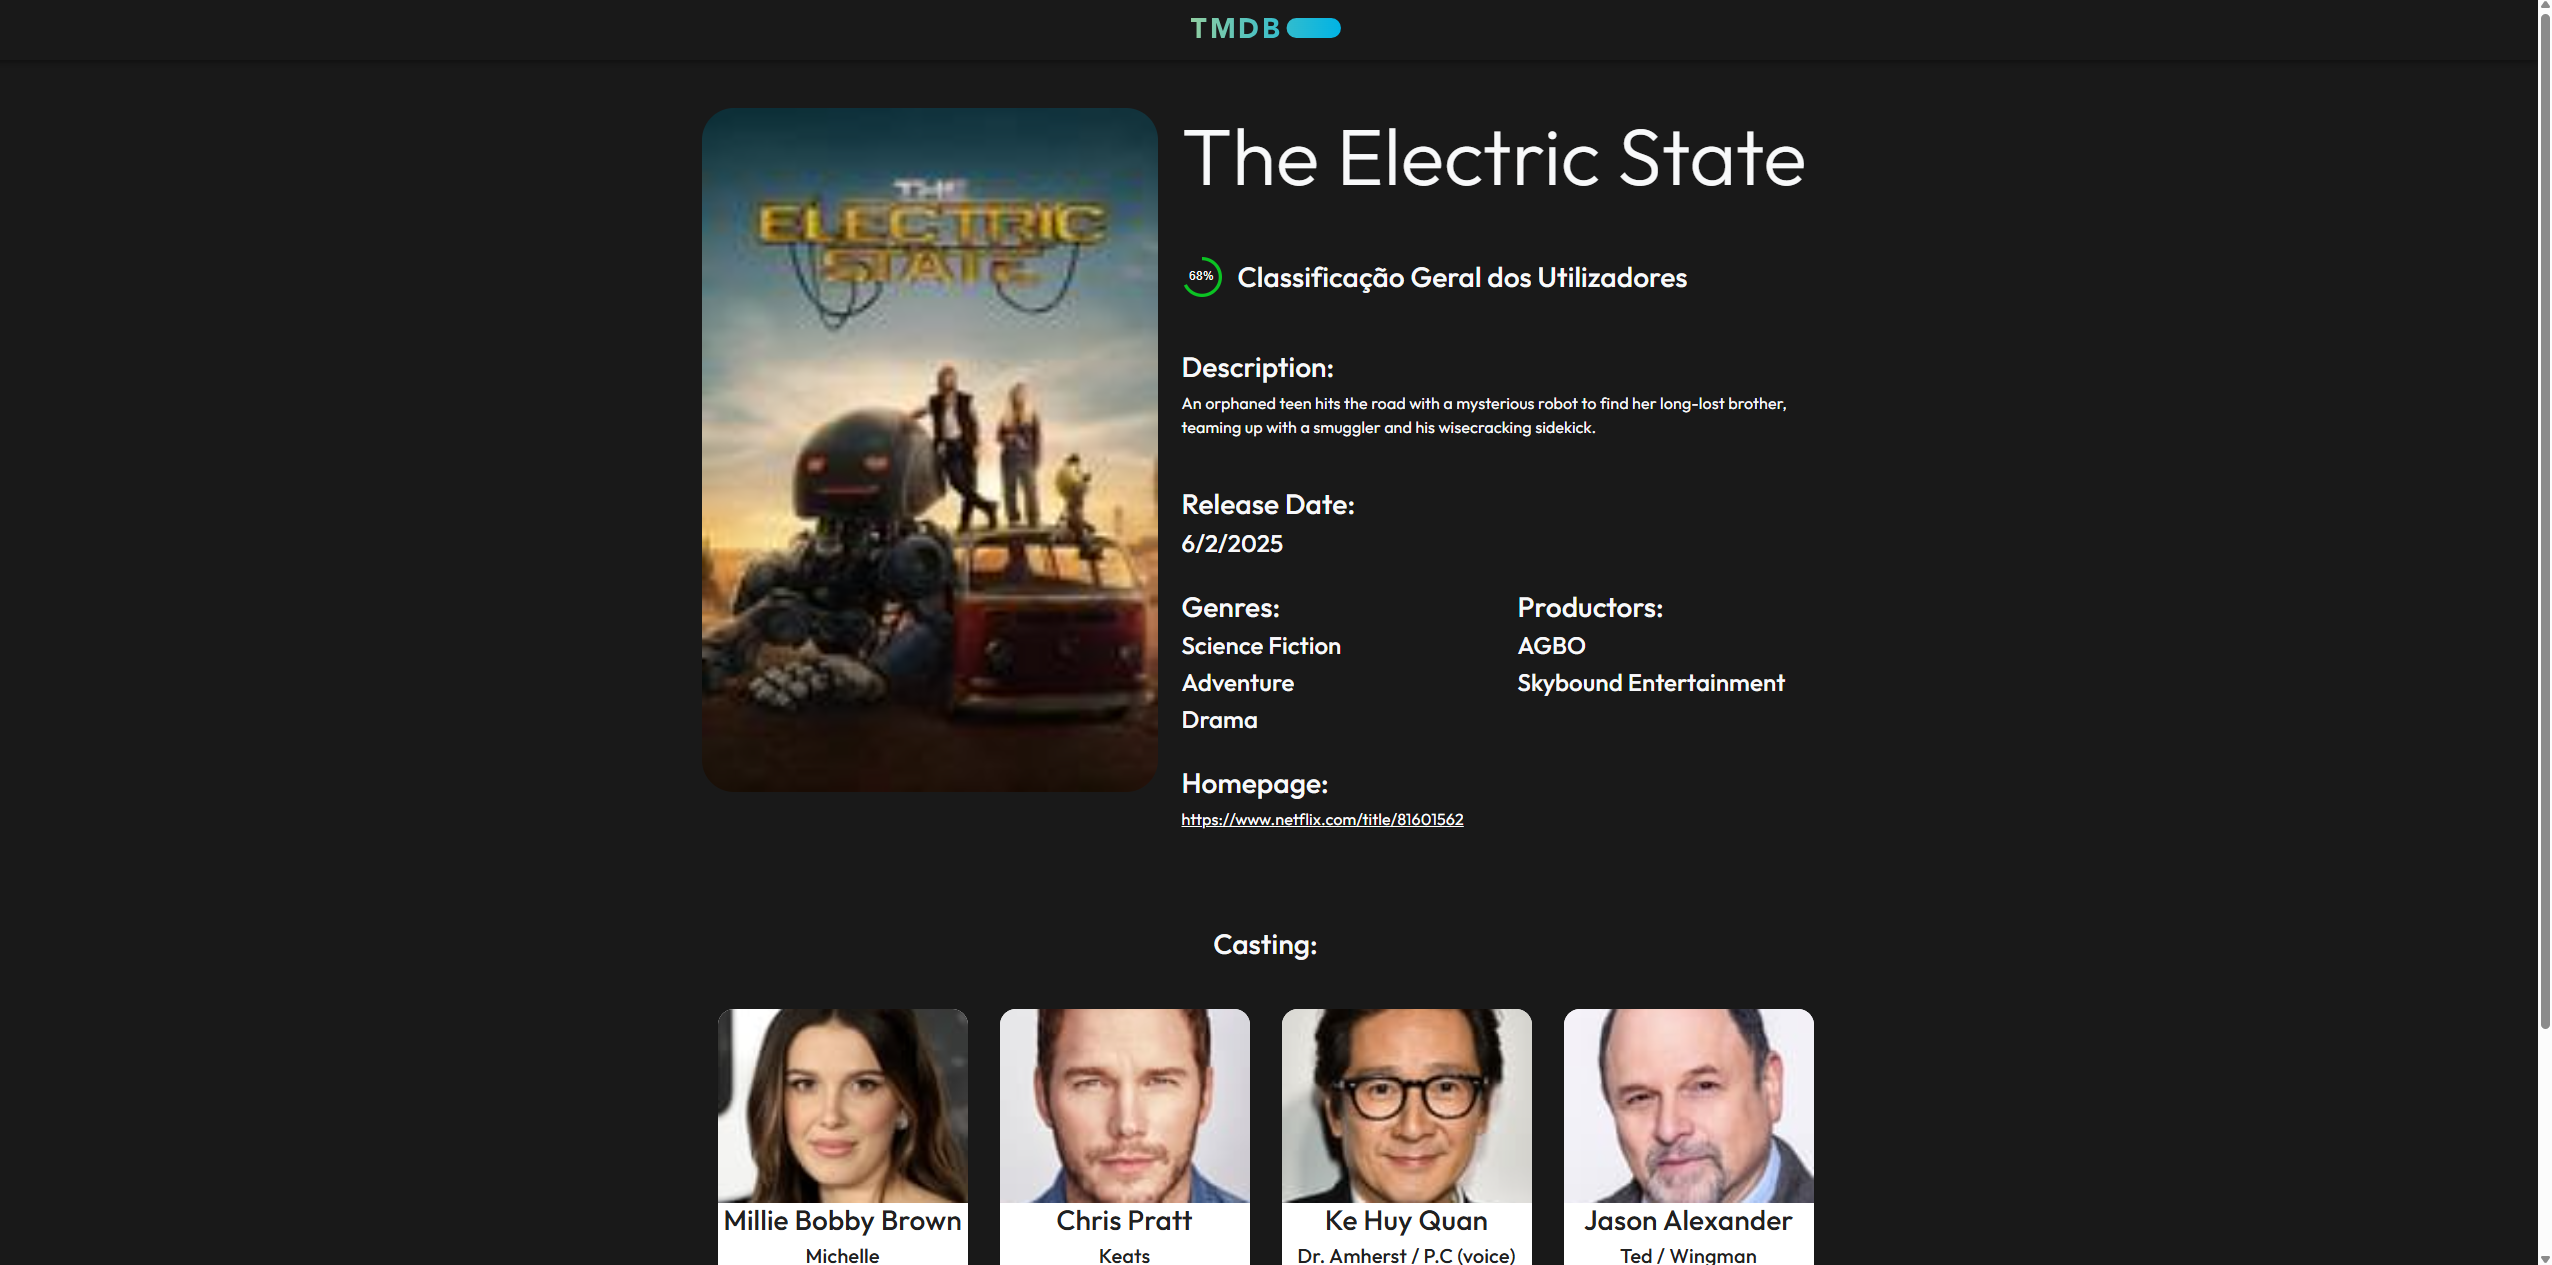 TMDB
THE
ELECTRIC
STATE
The Electric State
68%
Classificação Geral dos Utilizadores
Description:
An orphaned teen hits the road with a mysterious robot to find her long-lost brother,
teaming up with a smuggler and his wisecracking sidekick.
Release Date:
6/2/2025
Genres:
Science Fiction
Adventure
Drama
Productors:
AGBO
Skybound Entertainment
Homepage:
https://www.netflix.com/title/81601562
Casting:
Millie Bobby Brown
Michelle
Chris Pratt
Keats
Ke Huy Quan
Dr. Amherst / P.C (voice)
Jason Alexander
Ted / Wingman